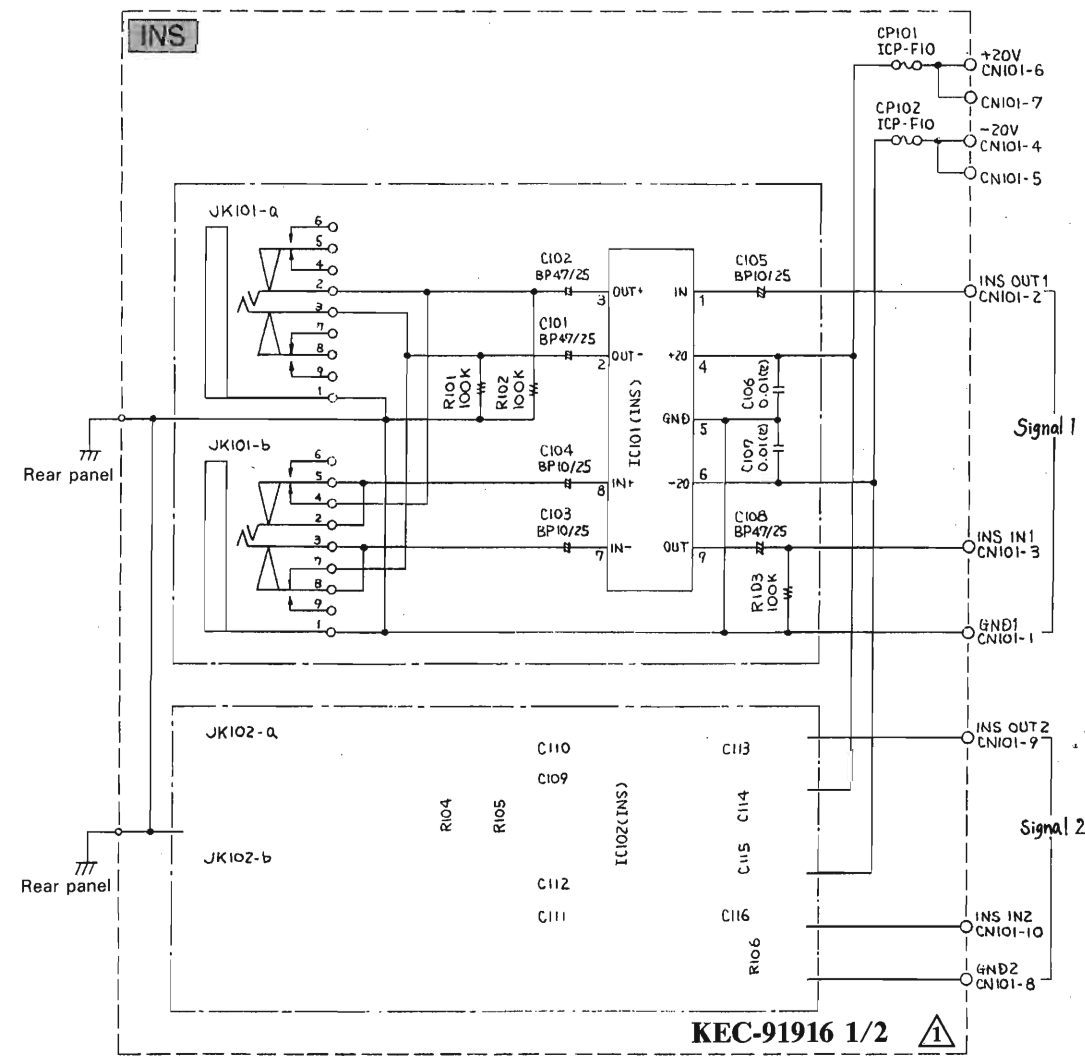 INS
CP101
ICP-F10
+20V
CN101-6
CN101-7
CP102
ICP-F10
-20V
CN101-4
CN101-5
JK101-a
6
5
4
2
3
7
8
9
1
C102
BP47/25
C101
BP47/25
R101
100K
R102
100K
3
OUT+
2
OUT-
IC101(INS)
IN
1
+20
4
GND
5
-20
6
OUT
9
8
IN+
7
IN-
C105
BP10/25
C106
0.01(e)
C107
0.01(e)
C108
BP47/25
R103
100K
INS OUT1
CN101-2
Signal 1
INS IN1
CN101-3
GND1
CN101-1
Rear panel
JK101-b
6
5
4
2
3
7
8
9
1
C104
BP10/25
C103
BP10/25
JK102-a
C110
C109
R104
R105
IC102(INS)
C113
C114
C115
JK102-b
C112
C111
C116
R106
INS OUT2
CN101-9
Signal 2
INS IN2
CN101-10
GND2
CN101-8
Rear panel
KEC-91916 1/2
1